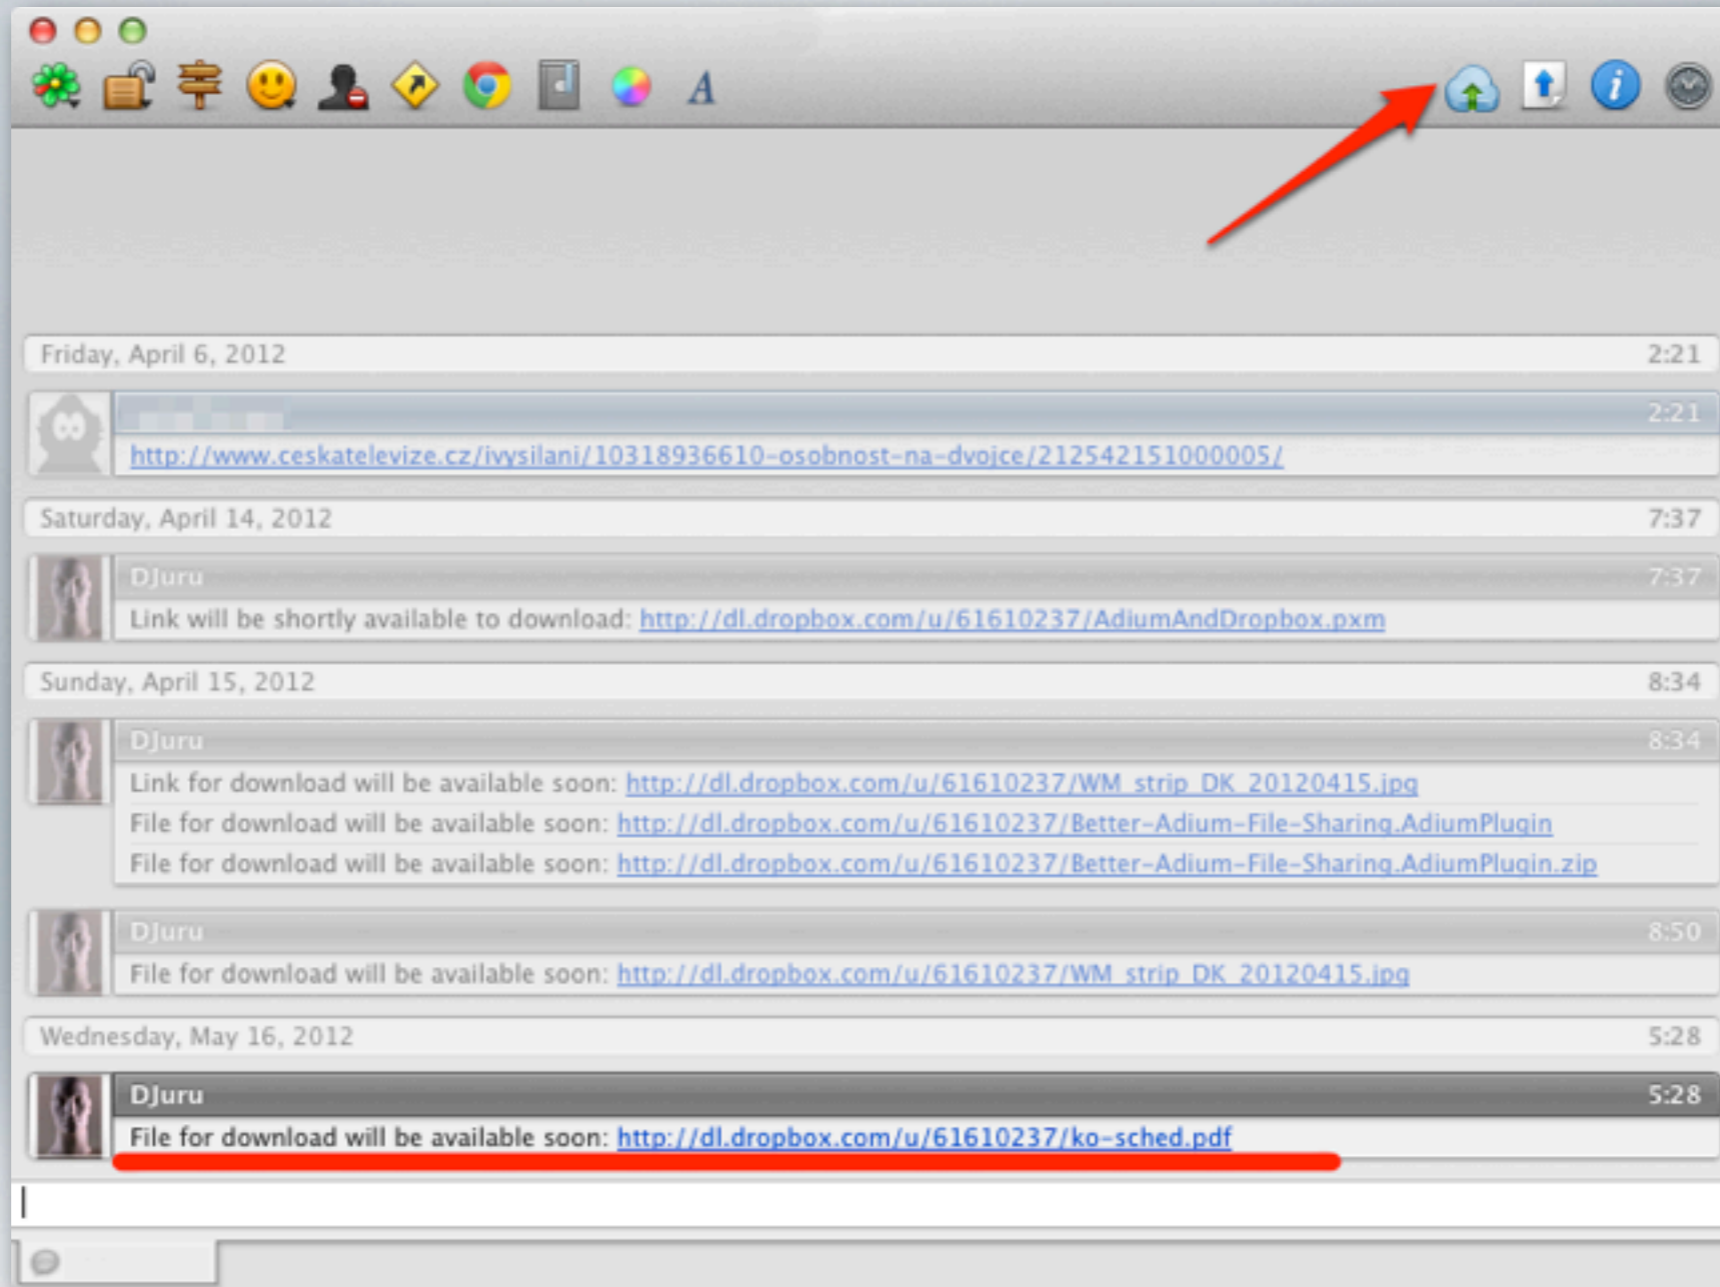 A
i
Friday, April 6, 2012 2:21
2:21
http://www.ceskatelevize.cz/ivysilani/10318936610-osobnost-na-dvojce/212542151000005/
Saturday, April 14, 2012 7:37
DJuru 7:37
Link will be shortly available to download: http://dl.dropbox.com/u/61610237/AdiumAndDropbox.pxm
Sunday, April 15, 2012 8:34
DJuru 8:34
Link for download will be available soon: http://dl.dropbox.com/u/61610237/WM_strip_DK_20120415.jpg
File for download will be available soon: http://dl.dropbox.com/u/61610237/Better-Adium-File-Sharing.AdiumPlugin
File for download will be available soon: http://dl.dropbox.com/u/61610237/Better-Adium-File-Sharing.AdiumPlugin.zip
DJuru 8:50
File for download will be available soon: http://dl.dropbox.com/u/61610237/WM_strip_DK_20120415.jpg
Wednesday, May 16, 2012 5:28
DJuru 5:28
File for download will be available soon: http://dl.dropbox.com/u/61610237/ko-sched.pdf